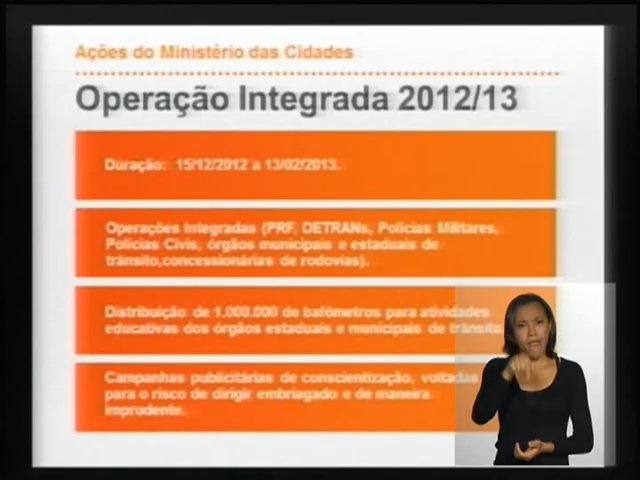 Ações do Ministério das Cidades
Operação Integrada 2012/13
Duração: 15/12/2012 a 13/02/2013.
Operações Integradas (PRF, DETRANs, Polícias Militares,
Polícias Civis, órgãos municipais e estaduais de
trânsito,concessionárias de rodovias).
Distribuição de 1.000.000 de bafômetros para atividades
educativas dos órgãos estaduais e municipais de trânsito.
Campanhas publicitárias de conscientização, voltadas
para o risco de dirigir embriagado e de maneira
imprudente.